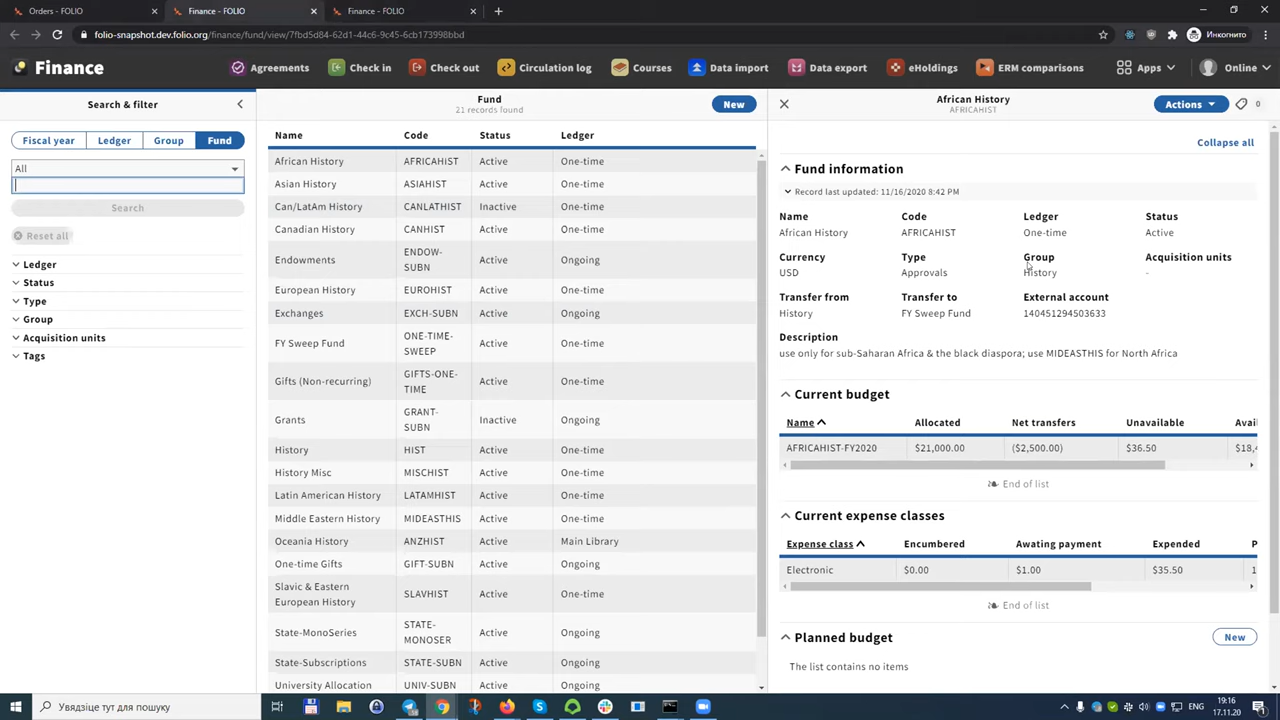 Orders - FOLIO
Finance - FOLIO
Finance - FOLIO
folio-snapshot.dev.folio.org/finance/fund/view/7fbd5d84-62d1-44c6-9c45-6cb173998bbd
Инкогнито
Finance
Agreements
Check in
Check out
Circulation log
Courses
Data import
Data export
eHoldings
ERM comparisons
Apps
Online
Search & filter
Fiscal year
Ledger
Group
Fund
All
Search
Reset all
Ledger
Status
Type
Group
Acquisition units
Tags
Fund
21 records found
New
Name Code Status Ledger
African History AFRICAHIST Active One-time
Asian History ASIAHIST Active One-time
Can/LatAm History CANLATHIST Inactive One-time
Canadian History CANHIST Active One-time
Endowments ENDOW-SUBN Active Ongoing
European History EUROHIST Active One-time
Exchanges EXCH-SUBN Active Ongoing
FY Sweep Fund ONE-TIME-SWEEP Active One-time
Gifts (Non-recurring) GIFTS-ONE-TIME Active One-time
Grants GRANT-SUBN Inactive Ongoing
History HIST Active One-time
History Misc MISCHIST Active One-time
Latin American History LATAMHIST Active One-time
Middle Eastern History MIDEASTHIS Active One-time
Oceania History ANZHIST Active Main Library
One-time Gifts GIFT-SUBN Active Ongoing
Slavic & Eastern European History SLAVHIST Active One-time
State-MonoSeries STATE-MONOSER Active Ongoing
State-Subscriptions STATE-SUBN Active Ongoing
University Allocation UNIV-SUBN Active Ongoing
African History
AFRICAHIST
Actions
0
Collapse all
Fund information
Record last updated: 11/16/2020 8:42 PM
Name Code Ledger Status
African History AFRICAHIST One-time Active
Currency Type Group Acquisition units
USD Approvals History -
Transfer from Transfer to External account
History FY Sweep Fund 140451294503633
Description
use only for sub-Saharan Africa & the black diaspora; use MIDEASTHIS for North Africa
Current budget
Name Allocated Net transfers Unavailable Avai
AFRICAHIST-FY2020 $21,000.00 ($2,500.00) $36.50 $18,4
End of list
Current expense classes
Expense class Encumbered Awating payment Expended P
Electronic $0.00 $1.00 $35.50 1
End of list
Planned budget
New
The list contains no items
Увядзіце тут для пошуку
ENG
19:16
17.11.20